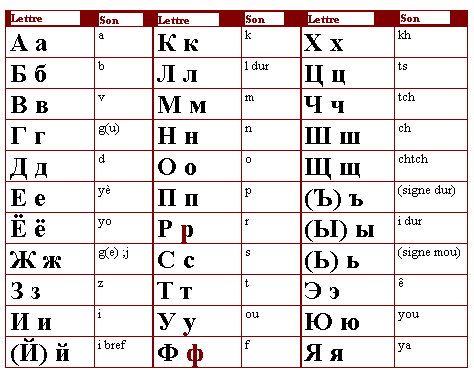 Lettre Son Lettre Son Lettre Son
А а a К к k Х х kh
Б б b Л л l dur Ц ц ts
В в v М м m Ч ч tch
Г г g(u) Н н n Ш ш ch
Д д d О о o Щ щ chtch
Е е yè П п p (Ъ) ъ (signe dur)
Ё ё yo Р р r (Ы) ы i dur
Ж ж g(e) ;j С с s (Ь) ь (signe mou)
З з z Т т t Э э ê
И и i У у ou Ю ю you
(Й) й i bref Ф ф f Я я ya